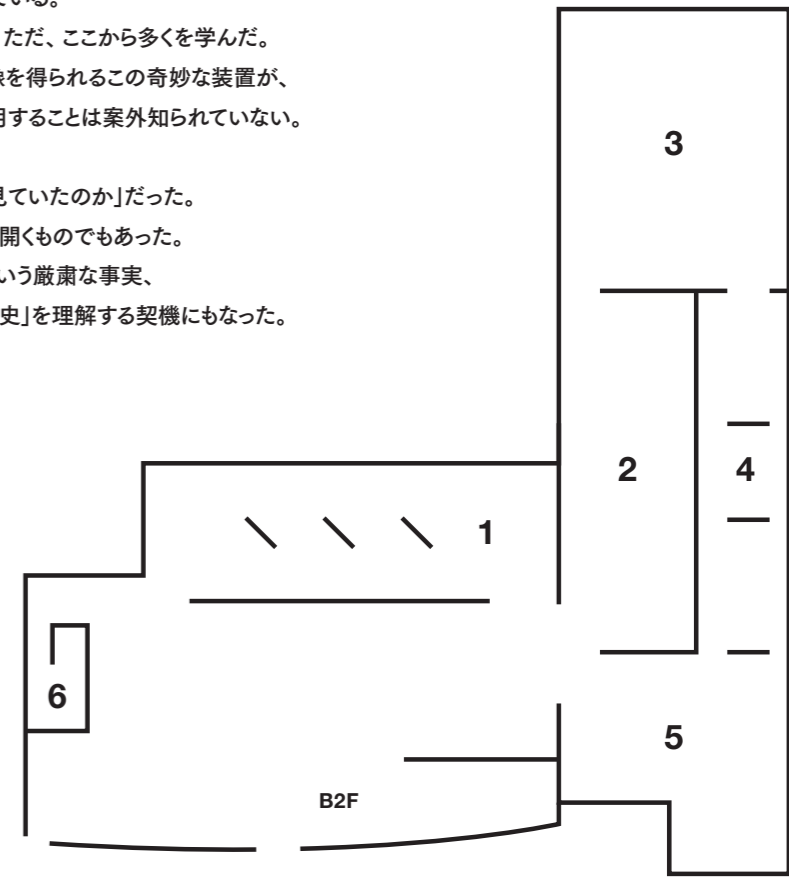 ている。
ただ、ここから多くを学んだ。
像を得られるこの奇妙な装置が、
用することは案外知られていない。
見ていたのか」だった。
開くものでもあった。
いう厳粛な事実、
史」を理解する契機にもなった。
3
2
4
1
6
5
B2F